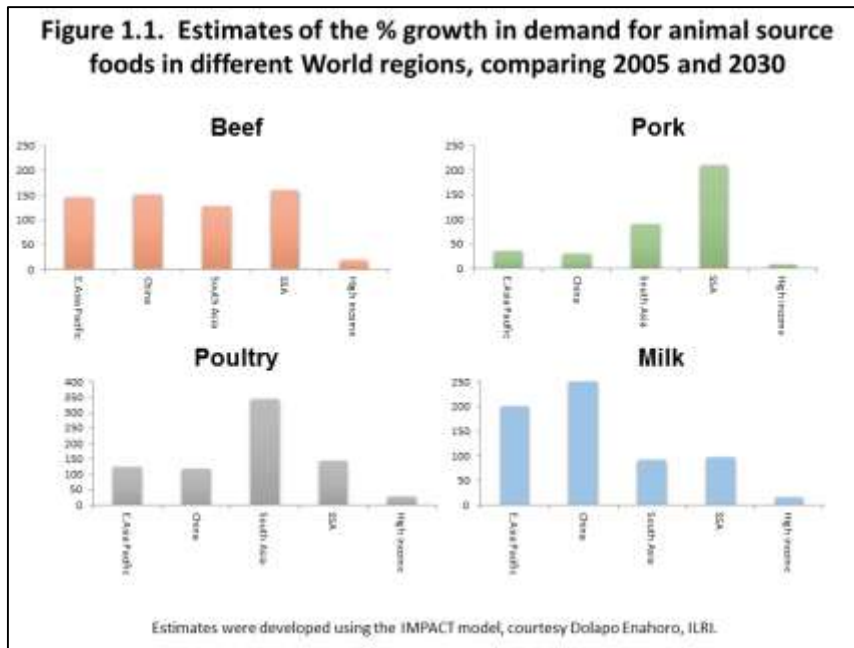 Figure 1.1. Estimates of the % growth in demand for animal source
foods in different World regions, comparing 2005 and 2030
Beef
250
200
150
100
50
0
E.Asia Pacific
China
South Asia
SSA
High income
Pork
250
200
150
100
50
0
E.Asia Pacific
China
South Asia
SSA
High income
Poultry
400
350
300
250
200
150
100
50
0
E.Asia Pacific
China
South Asia
SSA
High income
Milk
250
200
150
100
50
0
E.Asia Pacific
China
South Asia
SSA
High income
Estimates were developed using the IMPACT model, courtesy Dolapo Enahoro, ILRI.